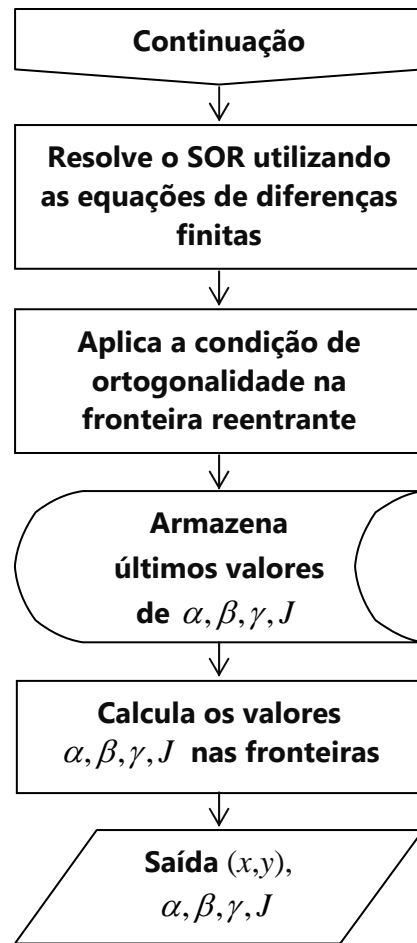 Continuação
Resolve o SOR utilizando
as equações de diferenças
finitas
Aplica a condição de
ortogonalidade na
fronteira reentrante
Armazena
últimos valores
de α, β, γ, J
Calcula os valores
α, β, γ, J nas fronteiras
Saída (x,y),
α, β, γ, J